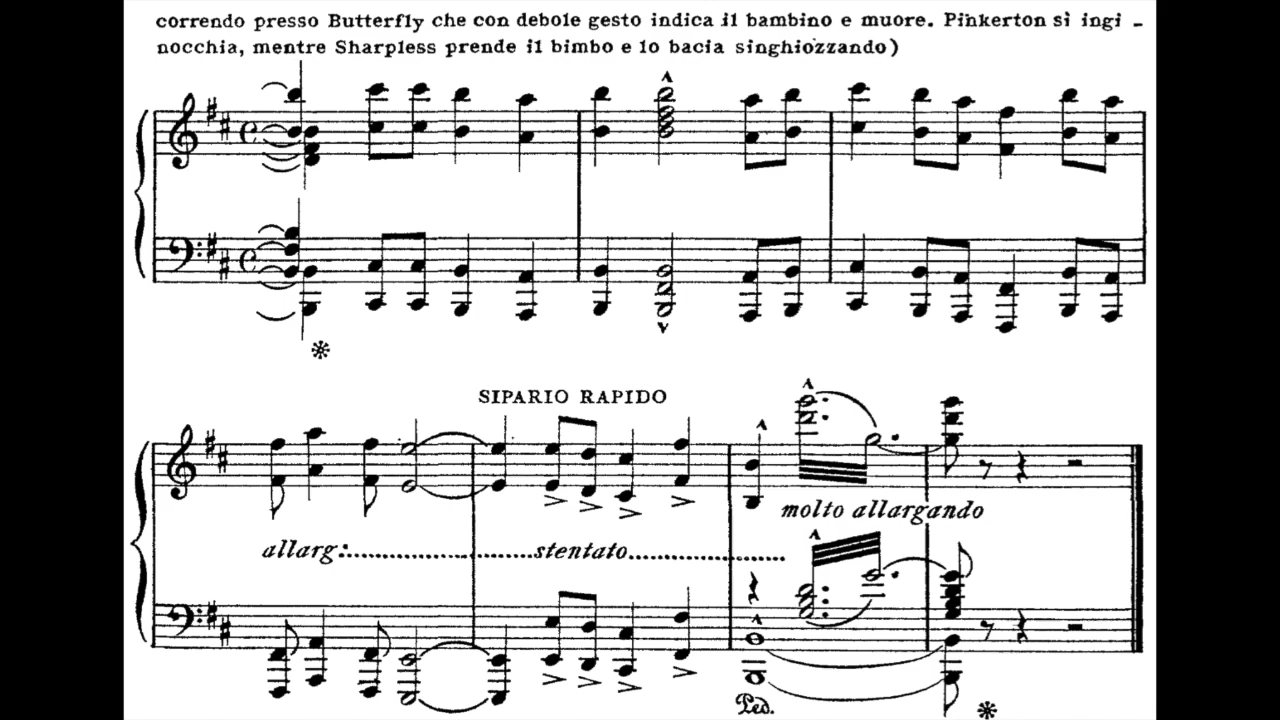 correndo presso Butterfly che con debole gesto indica il bambino e muore. Pinkerton si ingi -
nocchia, mentre Sharpless prende il bimbo e lo bacia singhiozzando)
SIPARIO RAPIDO
molto allargando
allarg: stentato
Ped.